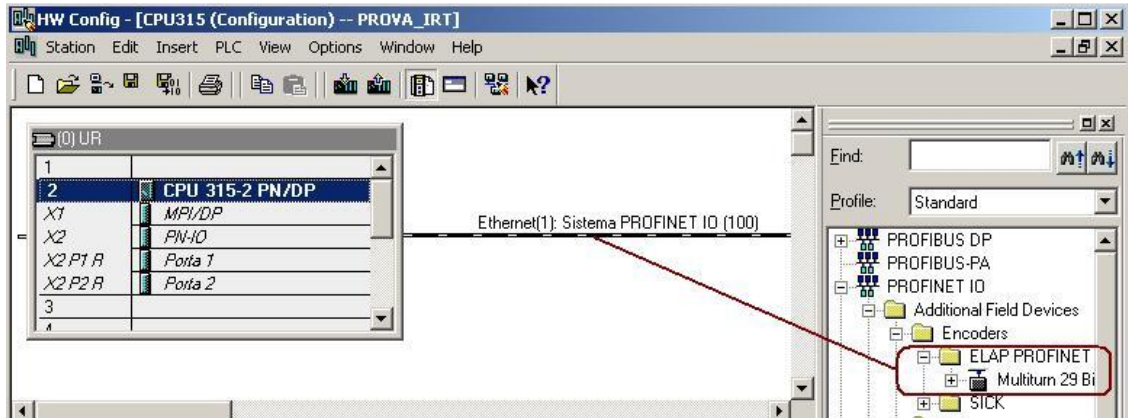 HW Config - [CPU315 (Configuration) -- PROVA_IRT]
Station Edit Insert PLC View Options Window Help
(0) UR
1
2 CPU 315-2 PN/DP
X1 MPI/DP
X2 PN-IO
X2 P1 R Porta 1
X2 P2 R Porta 2
3
Ethernet(1): Sistema PROFINET IO (100)
Find:
Profile: Standard
PROFIBUS DP
PROFIBUS-PA
PROFINET IO
Additional Field Devices
Encoders
ELAP PROFINET
Multiturn 29 Bi
SICK